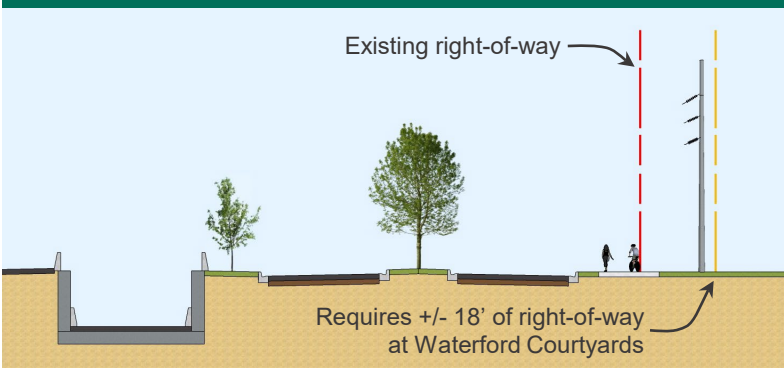 Existing right-of-way
Requires +/- 18’ of right-of-way
at Waterford Courtyards